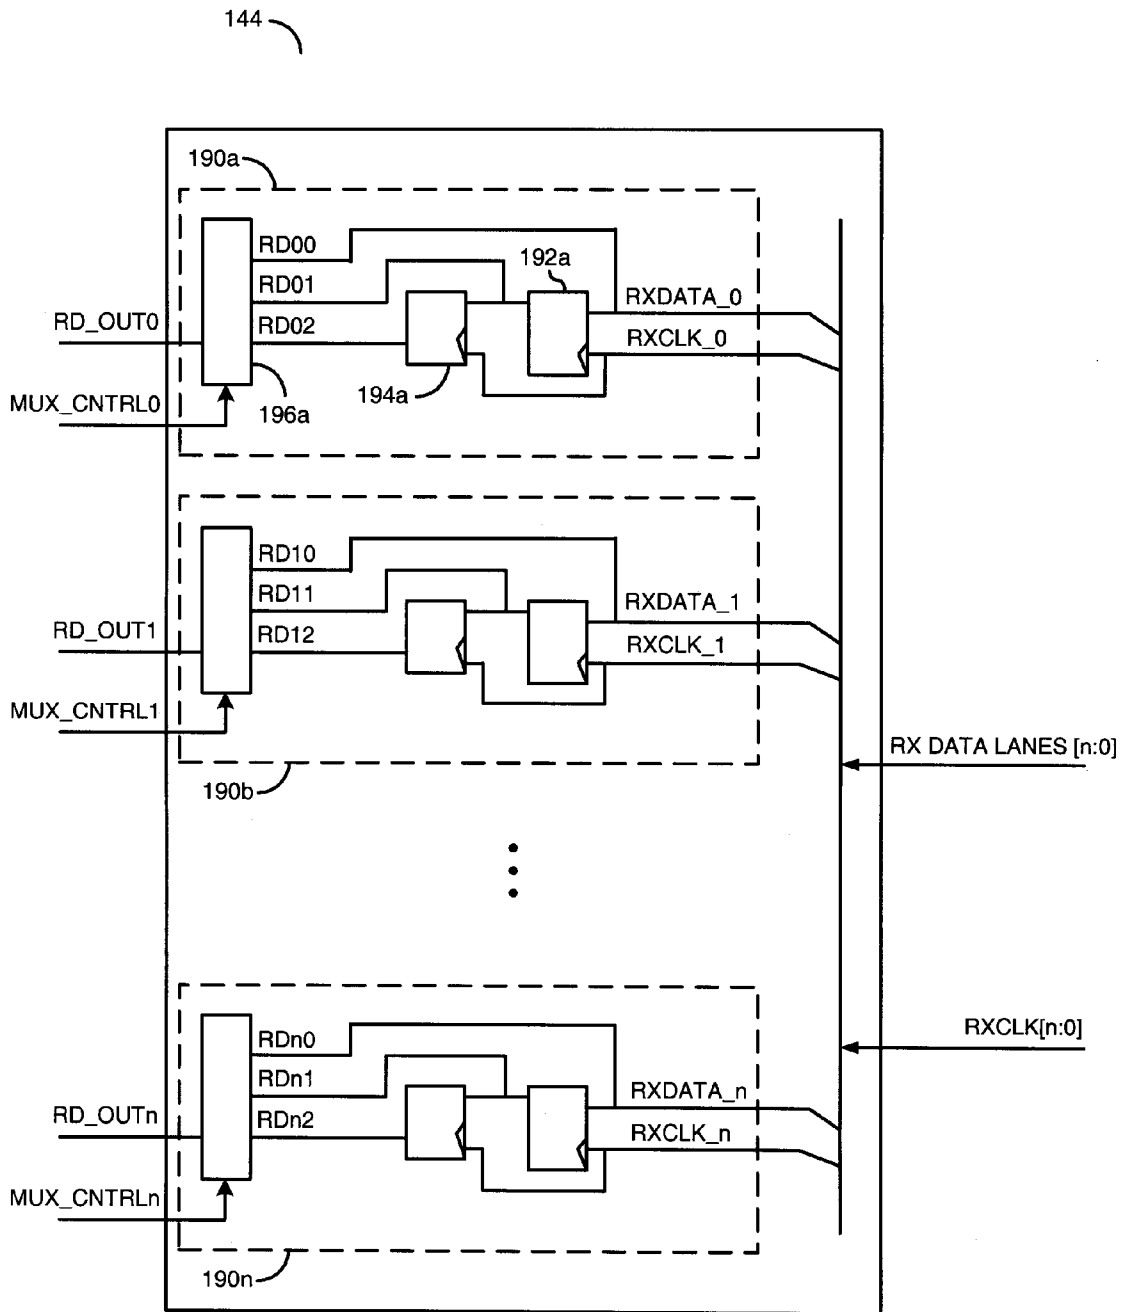 144
190a
RD00
192a
RD01
RXDATA_0
RD_OUT0
RD02
RXCLK_0
194a
MUX_CNTRL0
196a
RD10
RD11
RXDATA_1
RD_OUT1
RD12
RXCLK_1
MUX_CNTRL1
RX DATA LANES [n:0]
190b
RXCLK[n:0]
RDn0
RDn1
RXDATA_n
RD_OUTn
RDn2
RXCLK_n
MUX_CNTRLn
190n